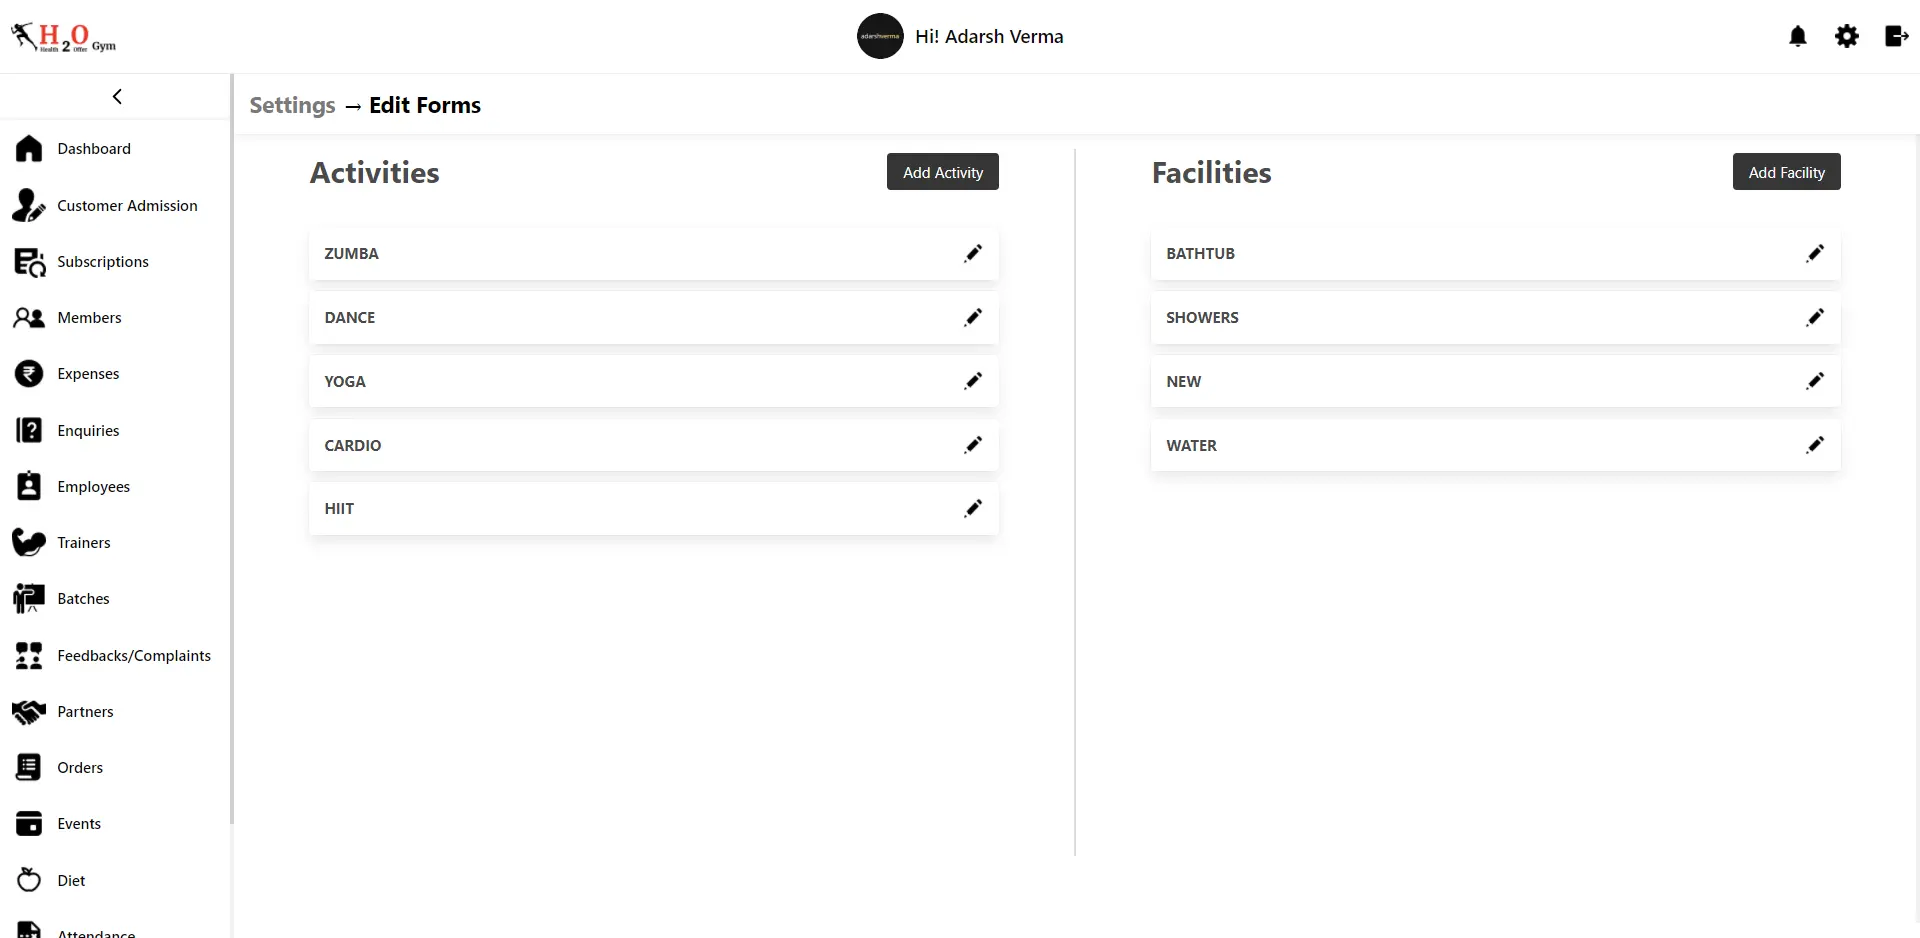 H2O Gym
Health 2 Offer
adarshverma
Hi! Adarsh Verma
Settings → Edit Forms
Dashboard
Customer Admission
Subscriptions
Members
Expenses
Enquiries
Employees
Trainers
Batches
Feedbacks/Complaints
Partners
Orders
Events
Diet
Attendance
Activities
Add Activity
ZUMBA
DANCE
YOGA
CARDIO
HIIT
Facilities
Add Facility
BATHTUB
SHOWERS
NEW
WATER